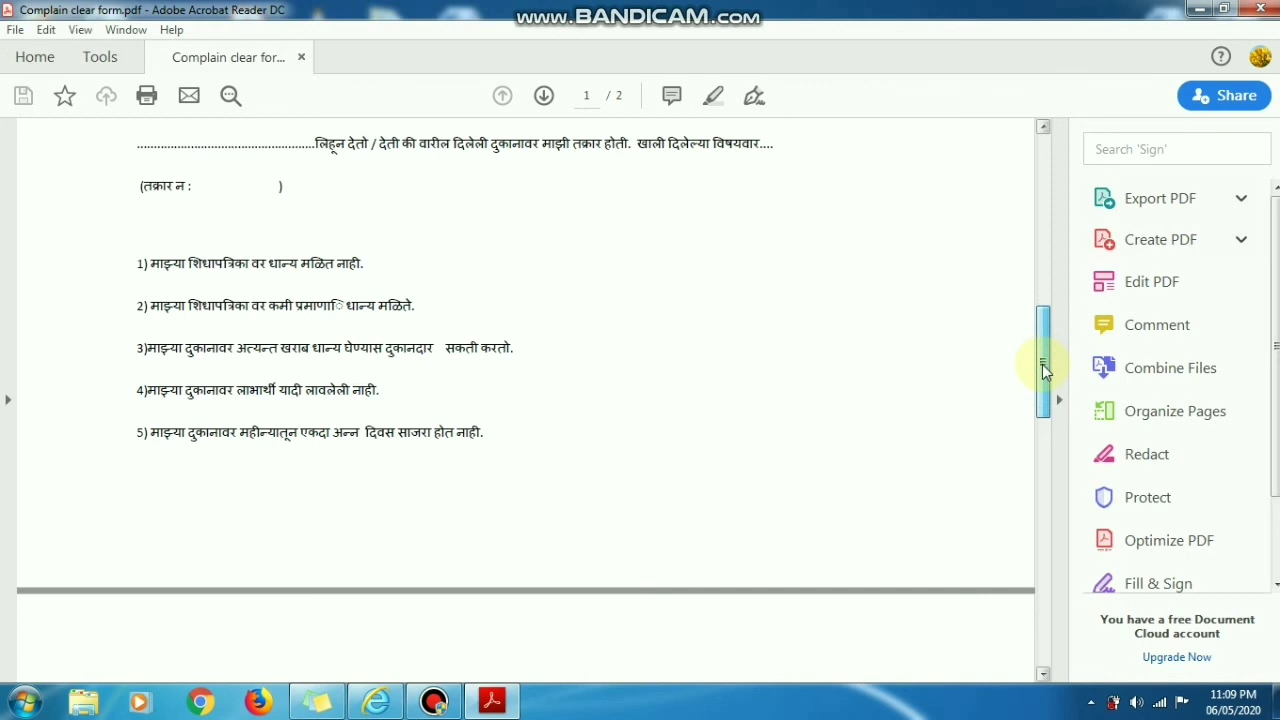 Complain clear form.pdf - Adobe Acrobat Reader DC
www.BANDICAM.com
File Edit View Window Help
Home Tools Complain clear for... ×
1 / 2
Share
....................................................लिहून देतो / देती की वारील दिलेली दुकानावर माझी तक्रार होती. खाली दिलेल्या विषयवार....
(तक्रार न : )
1) माझ्या शिधापत्रिका वर धान्य मळित नाही.
2) माझ्या शिधापत्रिका वर कमी प्रमाणाि धान्य मळिते.
3)माझ्या दुकानावर अत्यन्त खराब धान्य घेण्यास दुकानदार सकती करतो.
4)माझ्या दुकानावर लाभार्थी यादी लावलेली नाही.
5) माझ्या दुकानावर महीन्यातून एकदा अन्न दिवस साजरा होत नाही.
Search 'Sign'
Export PDF
Create PDF
Edit PDF
Comment
Combine Files
Organize Pages
Redact
Protect
Optimize PDF
Fill & Sign
You have a free Document
Cloud account
Upgrade Now
11:09 PM
06/05/2020